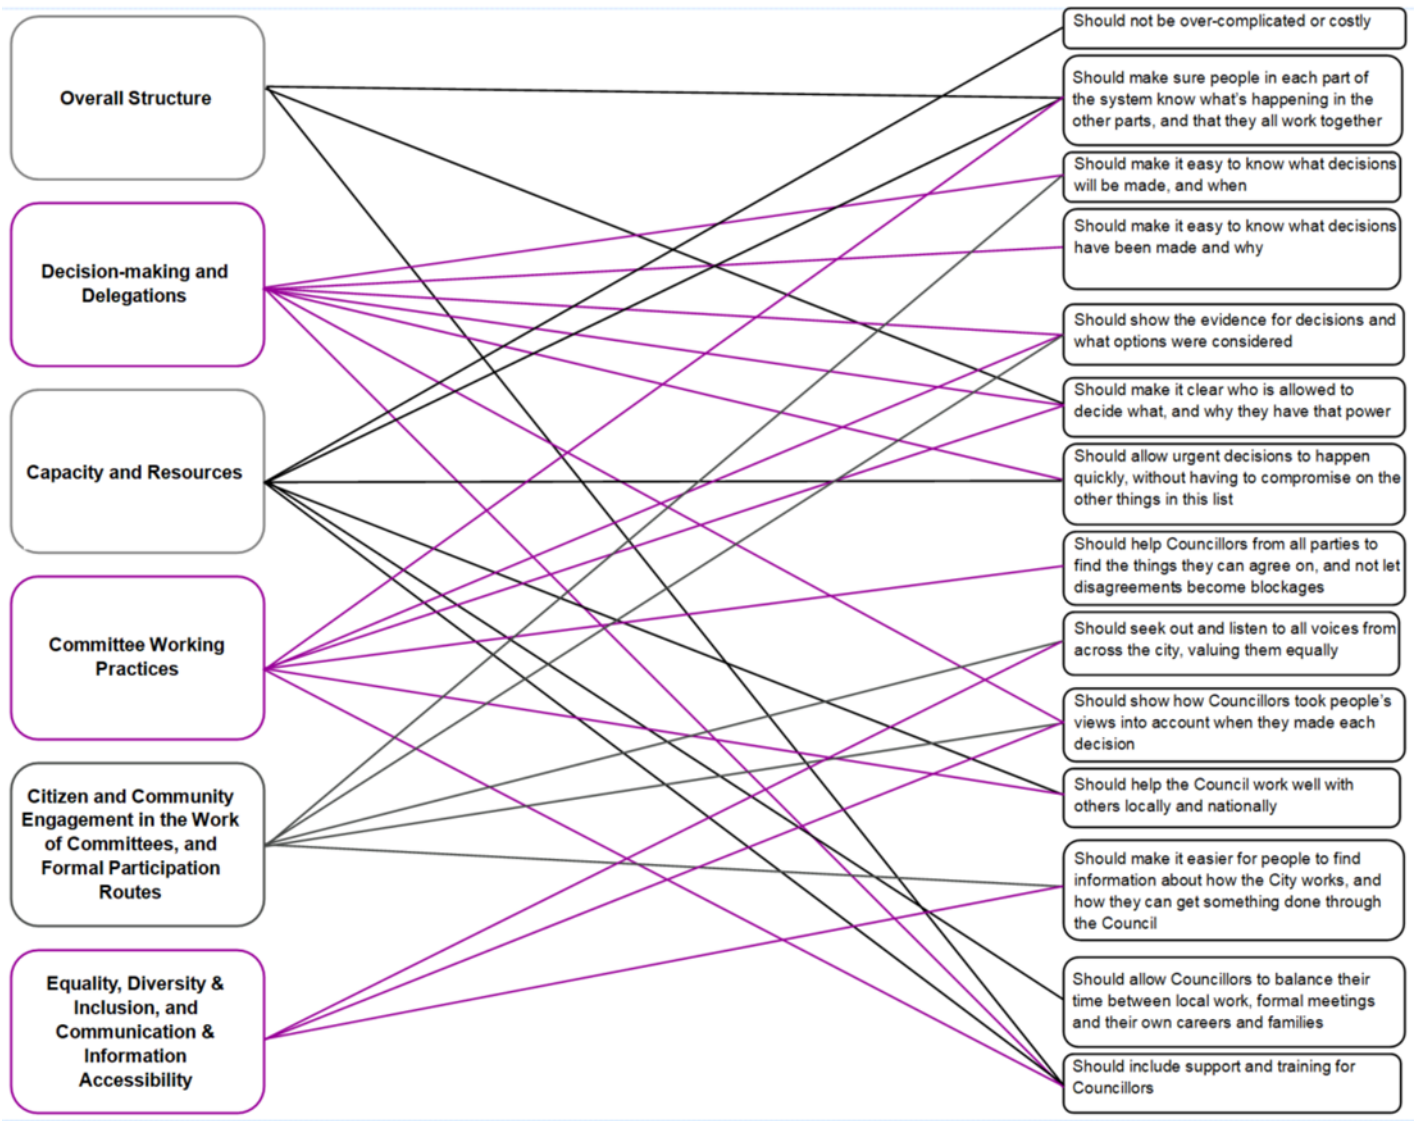 Overall Structure
Decision-making and
Delegations
Capacity and Resources
Committee Working
Practices
Citizen and Community
Engagement in the Work
of Committees, and
Formal Participation
Routes
Equality, Diversity &
Inclusion, and
Communication &
Information
Accessibility
Should not be over-complicated or costly
Should make sure people in each part of
the system know what's happening in the
other parts, and that they all work together
Should make it easy to know what decisions
will be made, and when
Should make it easy to know what decisions
have been made and why
Should show the evidence for decisions and
what options were considered
Should make it clear who is allowed to
decide what, and why they have that power
Should allow urgent decisions to happen
quickly, without having to compromise on the
other things in this list
Should help Councillors from all parties to
find the things they can agree on, and not let
disagreements become blockages
Should seek out and listen to all voices from
across the city, valuing them equally
Should show how Councillors took people's
views into account when they made each
decision
Should help the Council work well with
others locally and nationally
Should make it easier for people to find
information about how the City works, and
how they can get something done through
the Council
Should allow Councillors to balance their
time between local work, formal meetings
and their own careers and families
Should include support and training for
Councillors